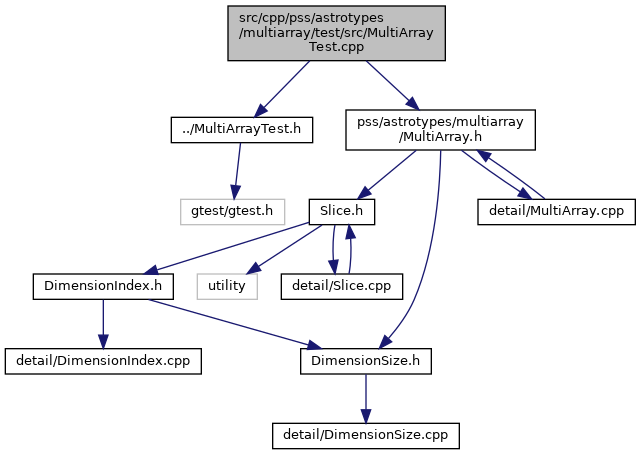 src/cpp/pss/astrotypes
/multiarray/test/src/MultiArray
Test.cpp
../MultiArrayTest.h
pss/astrotypes/multiarray
/MultiArray.h
gtest/gtest.h
Slice.h
detail/MultiArray.cpp
DimensionIndex.h
utility
detail/Slice.cpp
detail/DimensionIndex.cpp
DimensionSize.h
detail/DimensionSize.cpp